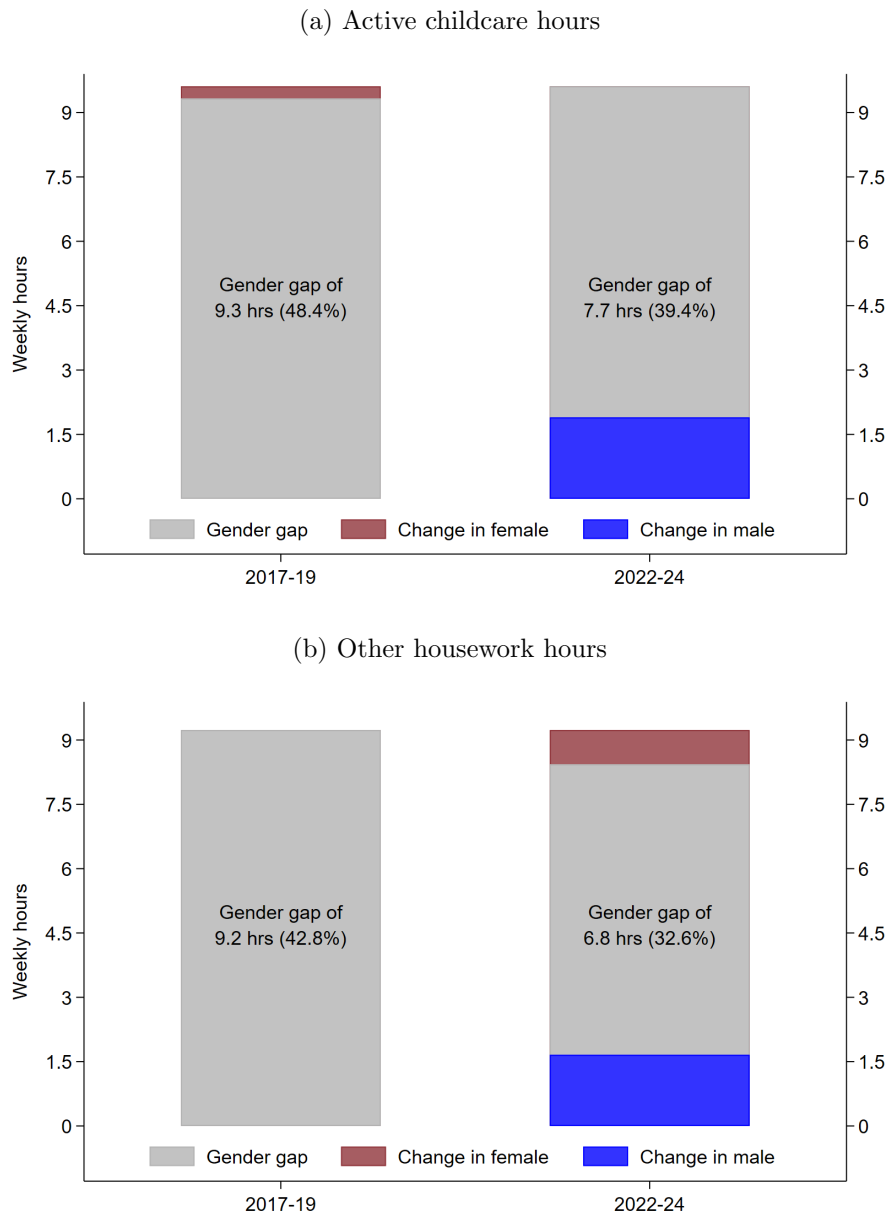 (a) Active childcare hours
Weekly hours
9
7.5
6
4.5
3
1.5
0
9
7.5
6
4.5
3
1.5
0
Gender gap of
9.3 hrs (48.4%)
Gender gap of
7.7 hrs (39.4%)
Gender gap
Change in female
Change in male
2017-19
2022-24
(b) Other housework hours
Weekly hours
9
7.5
6
4.5
3
1.5
0
9
7.5
6
4.5
3
1.5
0
Gender gap of
9.2 hrs (42.8%)
Gender gap of
6.8 hrs (32.6%)
Gender gap
Change in female
Change in male
2017-19
2022-24